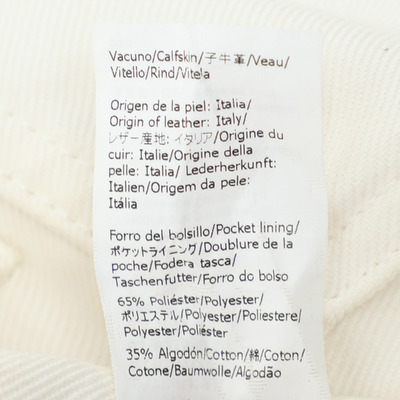 Vacuno/Calfskin/子牛革/Veau/
Vitello/Rind/Vitela
Origen de la piel: Italia/
Origin of leather: Italy/
レザー産地: イタリア/Origine du
cuir: Italie/Origine della
pelle: Italia/ Lederherkunft:
Italien/Origem da pele:
Itália
Forro del bolsillo/Pocket lining/
ポケットライニング/Doublure de la
poche/Fodera tasca/
Taschenfutter/Forro do bolso
65% Poliéster/Polyester/
ポリエステル/Polyester/Poliestere/
Polyester/Poliéster
35% Algodón/Cotton/綿/Coton/
Cotone/Baumwolle/Algodão